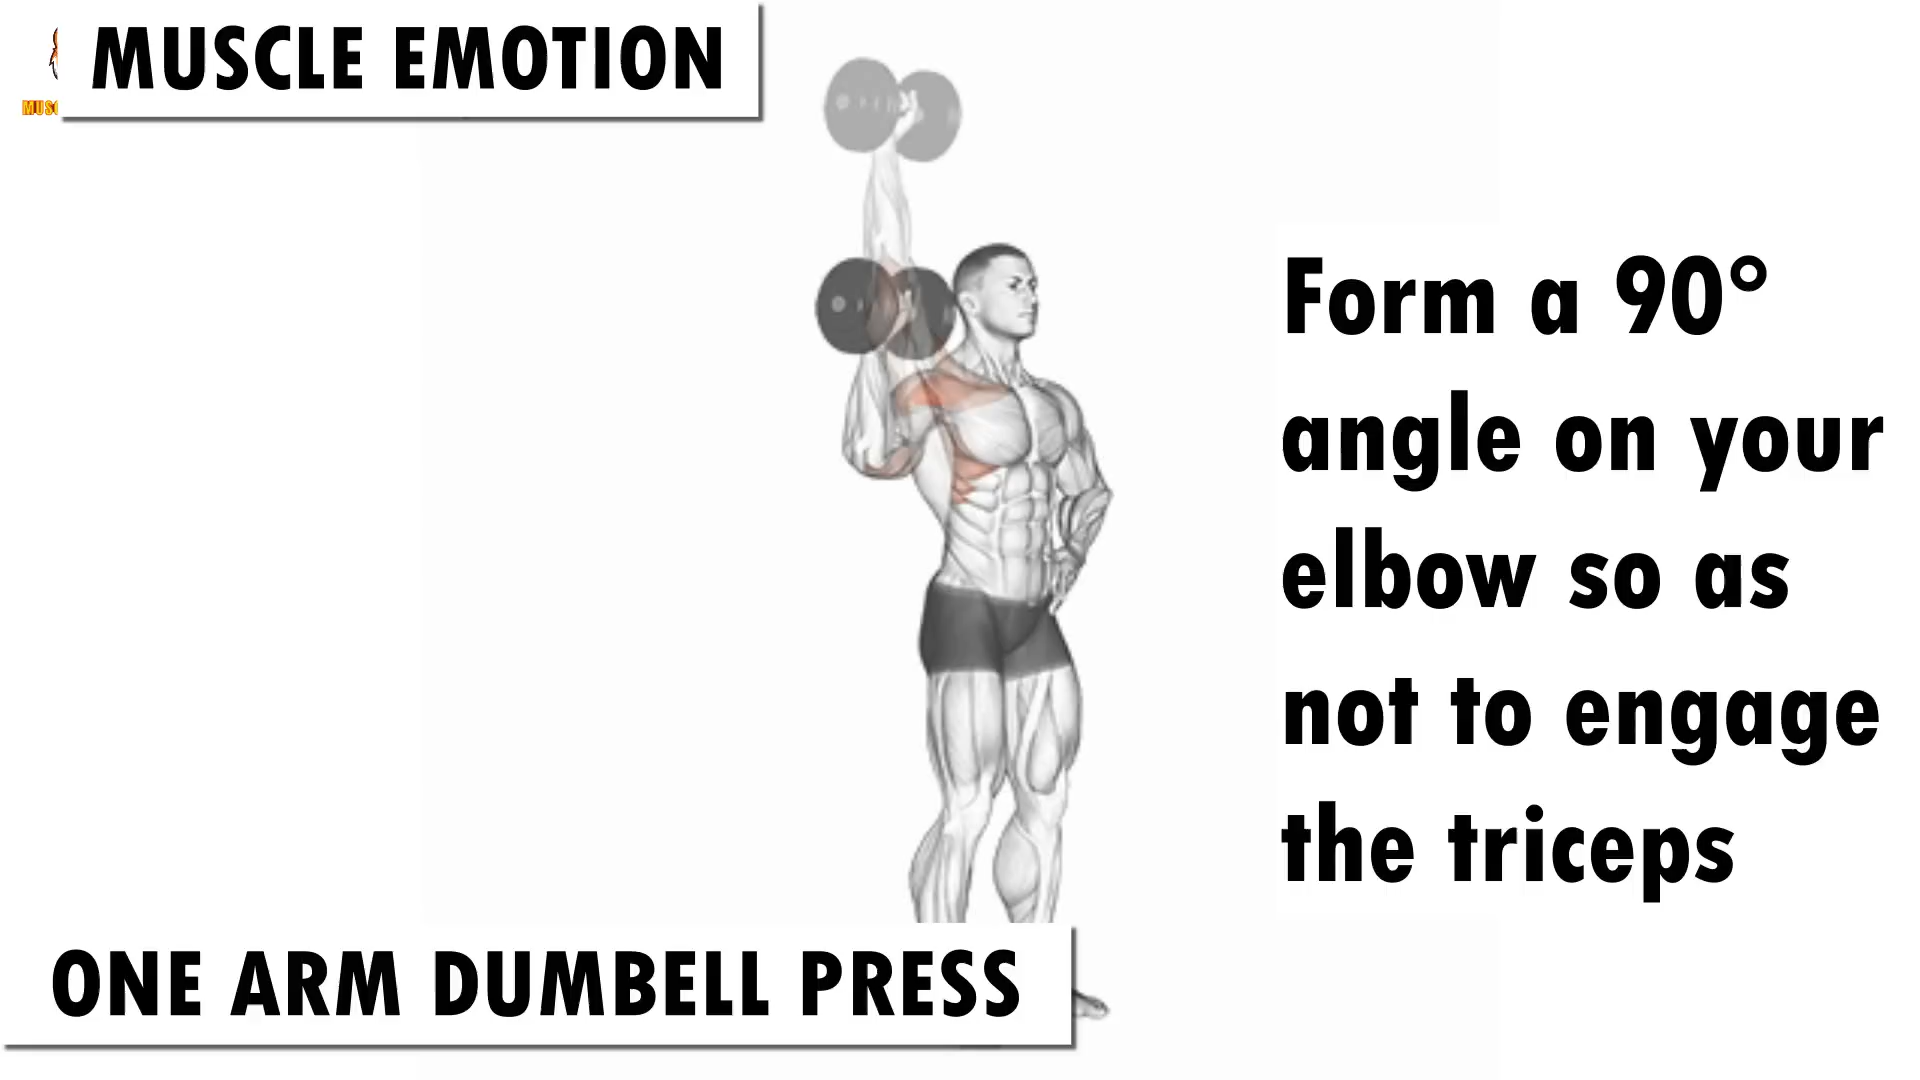 MUSCLE EMOTION
MUS
Form a 90°
angle on your
elbow so as
not to engage
the triceps
ONE ARM DUMBELL PRESS